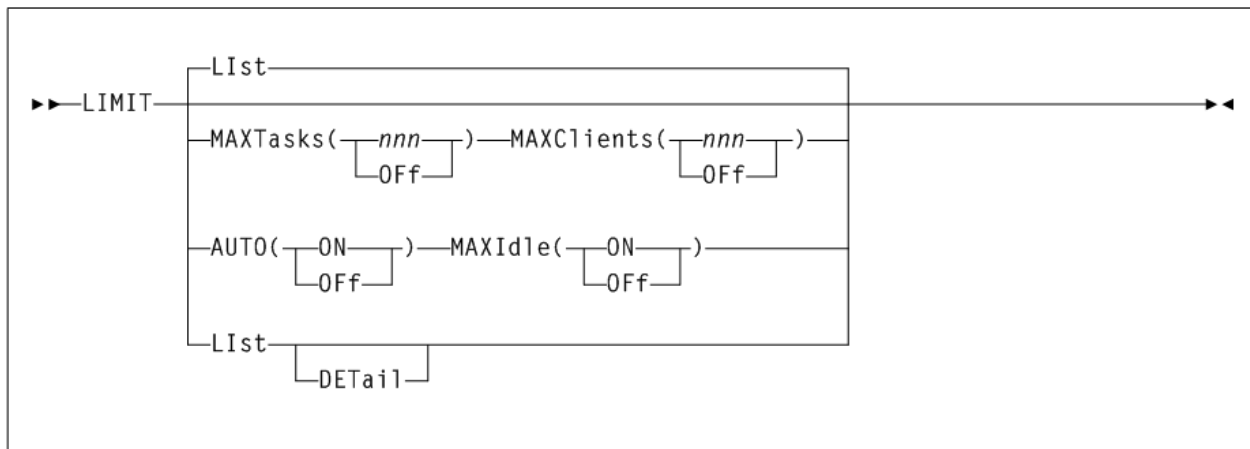 LIst
LIMIT
MAXTasks( nnn ) MAXClients( nnn )
OFf OFf
AUTO( ON ) MAXIdle( ON )
OFf OFf
LIst
DETail